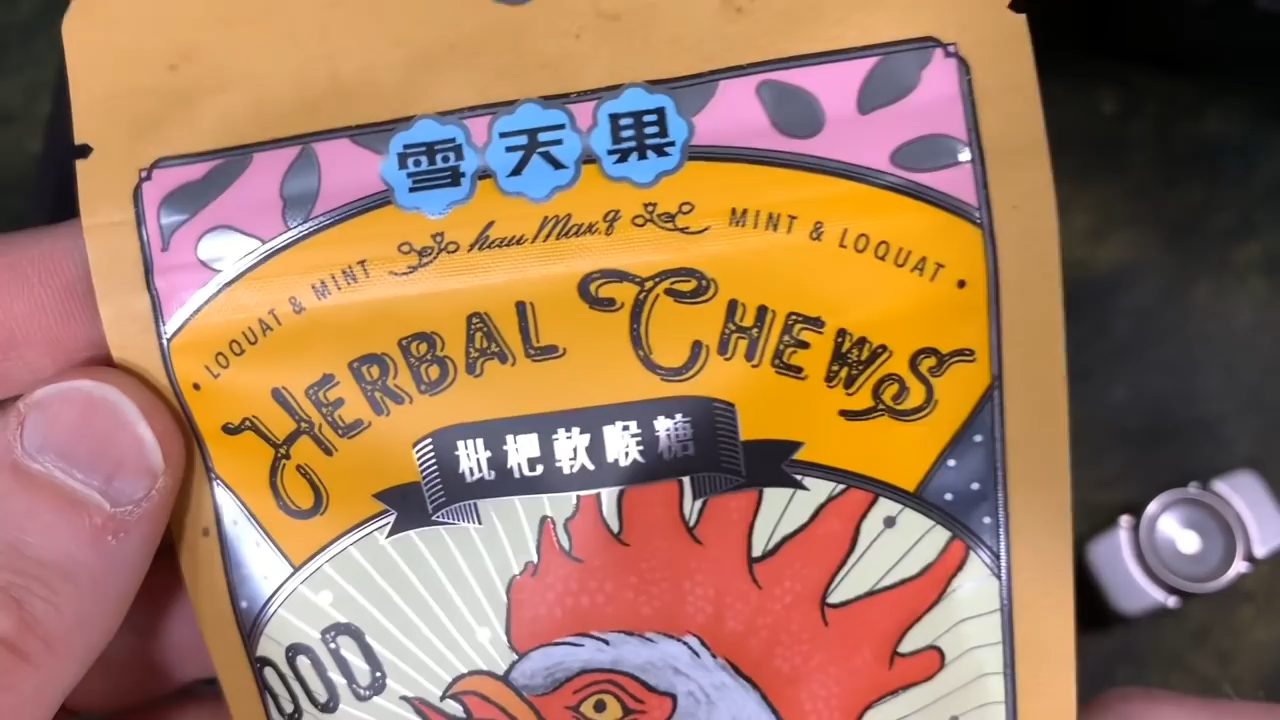 雪天果
hau Max.q
LOQUAT & MINT
MINT & LOQUAT
HERBAL CHEWS
枇杷軟喉糖